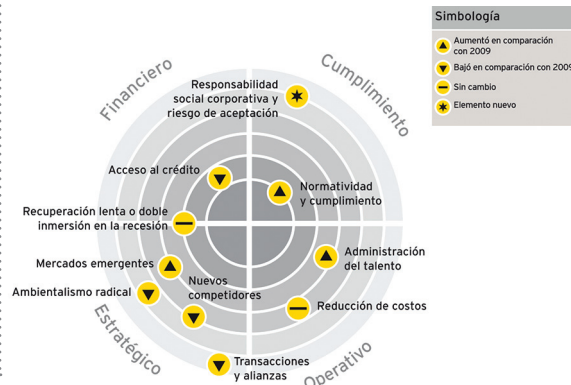 Simbología
Aumentó en comparación
con 2009
Bajó en comparación con 2009
Sin cambio
Elemento nuevo
Financiero
Cumplimiento
Responsabilidad
social corporativa y
riesgo de aceptación
Acceso al crédito
Normatividad
y cumplimiento
Recuperación lenta o doble
inmersión en la recesión
Mercados emergentes
Administración
del talento
Ambientalismo radical
Nuevos
competidores
Reducción de costos
Estratégico
Operativo
Transacciones
y alianzas